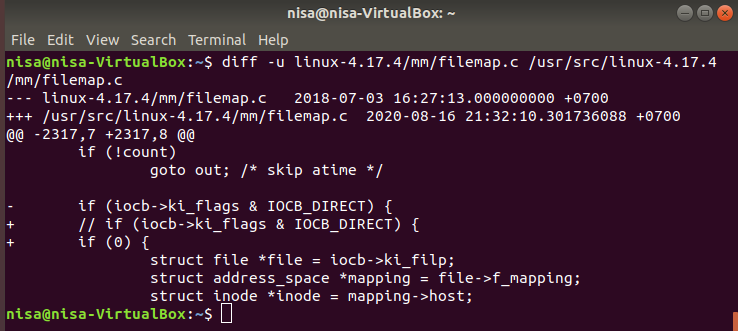 nisa@nisa-VirtualBox: ~
File Edit View Search Terminal Help
nisa@nisa-VirtualBox:~$ diff -u linux-4.17.4/mm/filemap.c /usr/src/linux-4.17.4
/mm/filemap.c
--- linux-4.17.4/mm/filemap.c   2018-07-03 16:27:13.000000000 +0700
+++ /usr/src/linux-4.17.4/mm/filemap.c  2020-08-16 21:32:10.301736088 +0700
@@ -2317,7 +2317,8 @@
        if (!count)
                goto out; /* skip atime */

-       if (iocb->ki_flags & IOCB_DIRECT) {
+       // if (iocb->ki_flags & IOCB_DIRECT) {
+       if (0) {
                struct file *file = iocb->ki_filp;
                struct address_space *mapping = file->f_mapping;
                struct inode *inode = mapping->host;
nisa@nisa-VirtualBox:~$